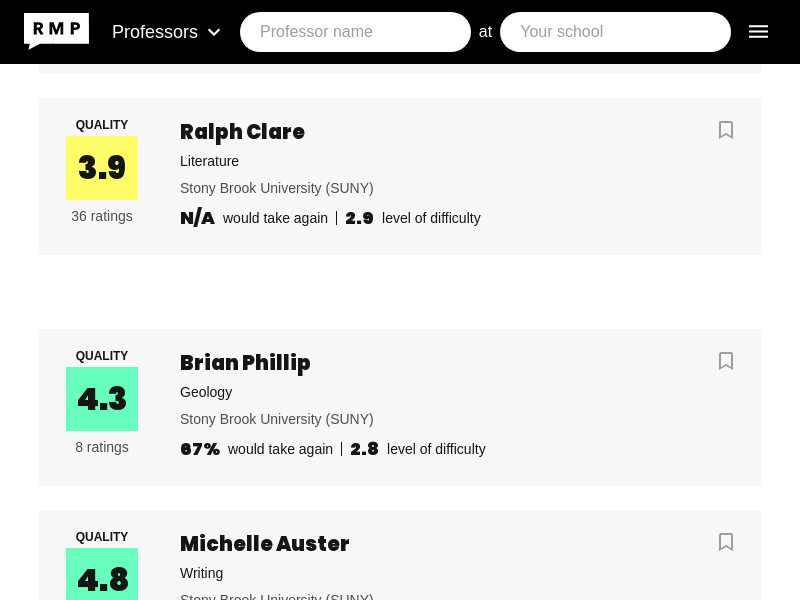 RMP
Professors
Professor name
at
Your school
QUALITY
3.9
36 ratings
Ralph Clare
Literature
Stony Brook University (SUNY)
N/A would take again | 2.9 level of difficulty
QUALITY
4.3
8 ratings
Brian Phillip
Geology
Stony Brook University (SUNY)
67% would take again | 2.8 level of difficulty
QUALITY
4.8
Michelle Auster
Writing
Stony Brook University (SUNY)